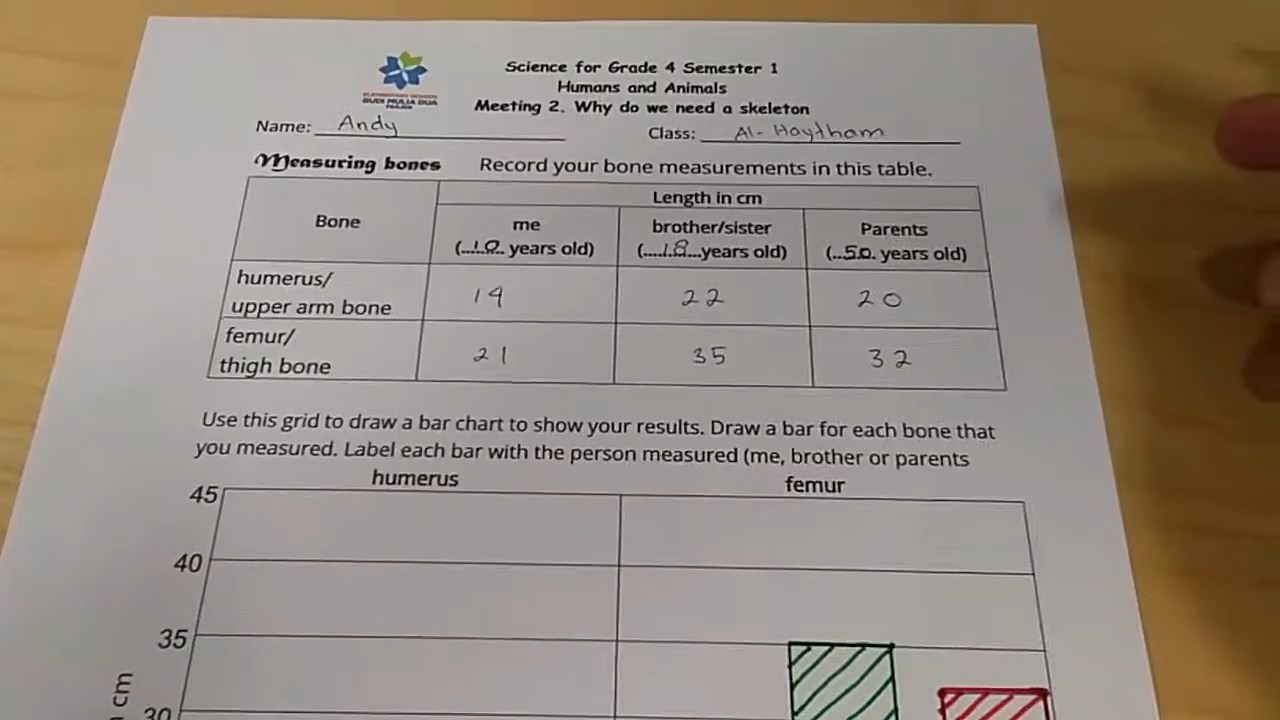 Science for Grade 4 Semester 1
Humans and Animals
ELEMENTARY SCHOOL
BUDI MULIA DUA
Meeting 2. Why do we need a skeleton
Name: Andy Class: Al-Haytham
Measuring bones Record your bone measurements in this table.
Bone Length in cm
me brother/sister Parents
(...10.. years old) (.....18...years old) (..50. years old)
humerus/
upper arm bone 19 22 20
femur/
thigh bone 21 35 32
Use this grid to draw a bar chart to show your results. Draw a bar for each bone that
you measured. Label each bar with the person measured (me, brother or parents
humerus femur
45
40
35
30
cm